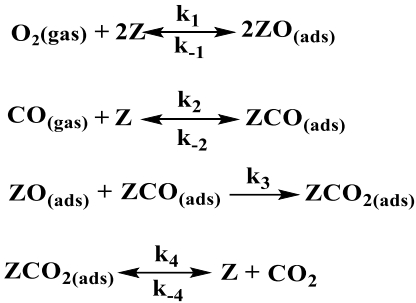 O₂(gas) + 2Z ⟷ 2ZO(ads) k₁ k₋₁
CO(gas) + Z ⟷ ZCO(ads) k₂ k₋₂
ZO(ads) + ZCO(ads) ⟶ ZCO₂(ads) k₃
ZCO₂(ads) ⟷ Z + CO₂ k₄ k₋₄